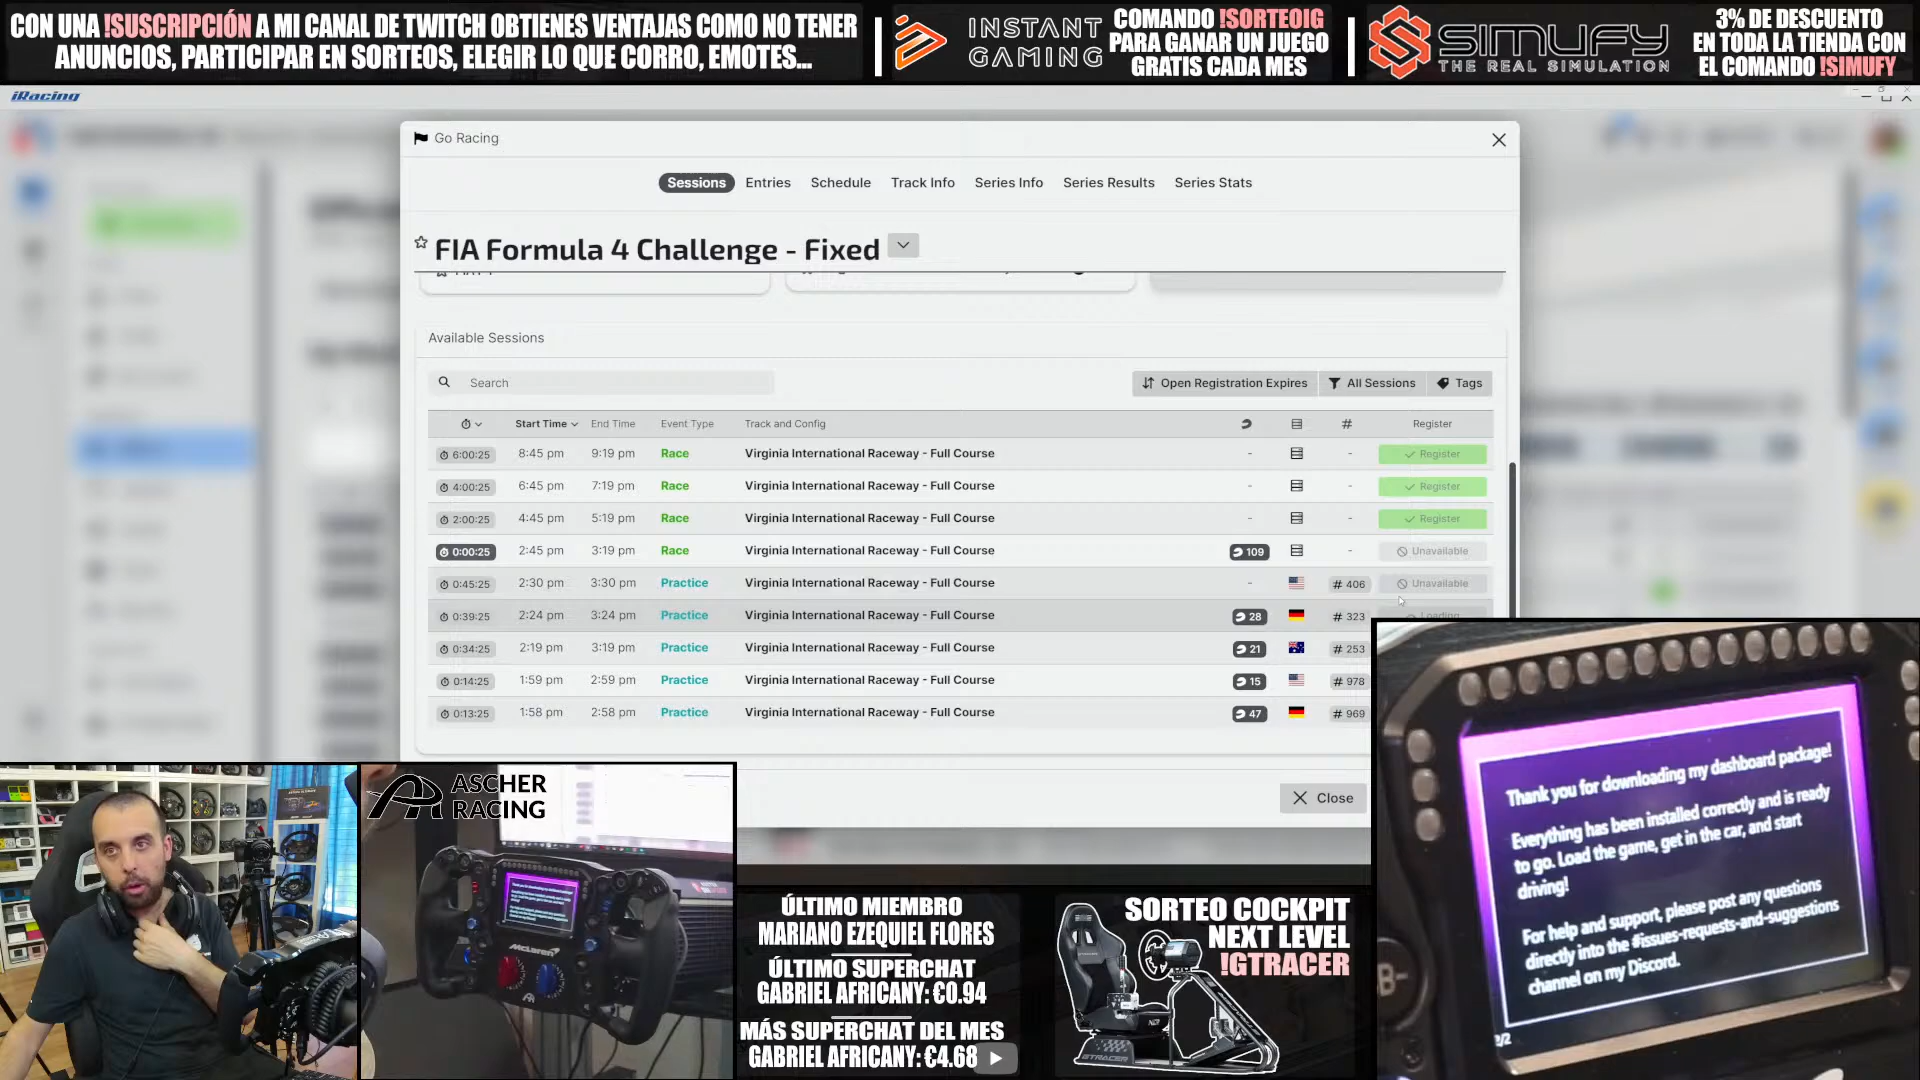 CON UNA !SUSCRIPCIÓN A MI CANAL DE TWITCH OBTIENES VENTAJAS COMO NO TENER
ANUNCIOS, PARTICIPAR EN SORTEOS, ELEGIR LO QUE CORRO, EMOTES...
INSTANT
GAMING
COMANDO !SORTEOIG
PARA GANAR UN JUEGO
GRATIS CADA MES
SIMUFY
THE REAL SIMULATION
3% DE DESCUENTO
EN TODA LA TIENDA CON
EL COMANDO !SIMUFY
iRacing
Go Racing
Sessions Entries Schedule Track Info Series Info Series Results Series Stats
FIA Formula 4 Challenge - Fixed
Available Sessions
Search
Open Registration Expires All Sessions Tags
Start Time End Time Event Type Track and Config # Register
6:00:25 8:45 pm 9:19 pm Race Virginia International Raceway - Full Course - - Register
4:00:25 6:45 pm 7:19 pm Race Virginia International Raceway - Full Course - - Register
2:00:25 4:45 pm 5:19 pm Race Virginia International Raceway - Full Course - - Register
0:00:25 2:45 pm 3:19 pm Race Virginia International Raceway - Full Course 109 - Unavailable
0:45:25 2:30 pm 3:30 pm Practice Virginia International Raceway - Full Course - # 406 Unavailable
0:39:25 2:24 pm 3:24 pm Practice Virginia International Raceway - Full Course 28 # 323 Loading
0:34:25 2:19 pm 3:19 pm Practice Virginia International Raceway - Full Course 21 # 253
0:14:25 1:59 pm 2:59 pm Practice Virginia International Raceway - Full Course 15 # 978
0:13:25 1:58 pm 2:58 pm Practice Virginia International Raceway - Full Course 47 # 969
Close
ASCHER
RACING
McLaren
ÚLTIMO MIEMBRO
MARIANO EZEQUIEL FLORES
ÚLTIMO SUPERCHAT
GABRIEL AFRICANY: €0.94
MÁS SUPERCHAT DEL MES
GABRIEL AFRICANY: €4.68
SORTEO COCKPIT
NEXT LEVEL
!GTRACER
GTRACER
Thank you for downloading my dashboard package!
Everything has been installed correctly and is ready
to go. Load the game, get in the car, and start
driving!
For help and support, please post any questions
directly into the #issues-requests-and-suggestions
channel on my Discord.
2/2
B-